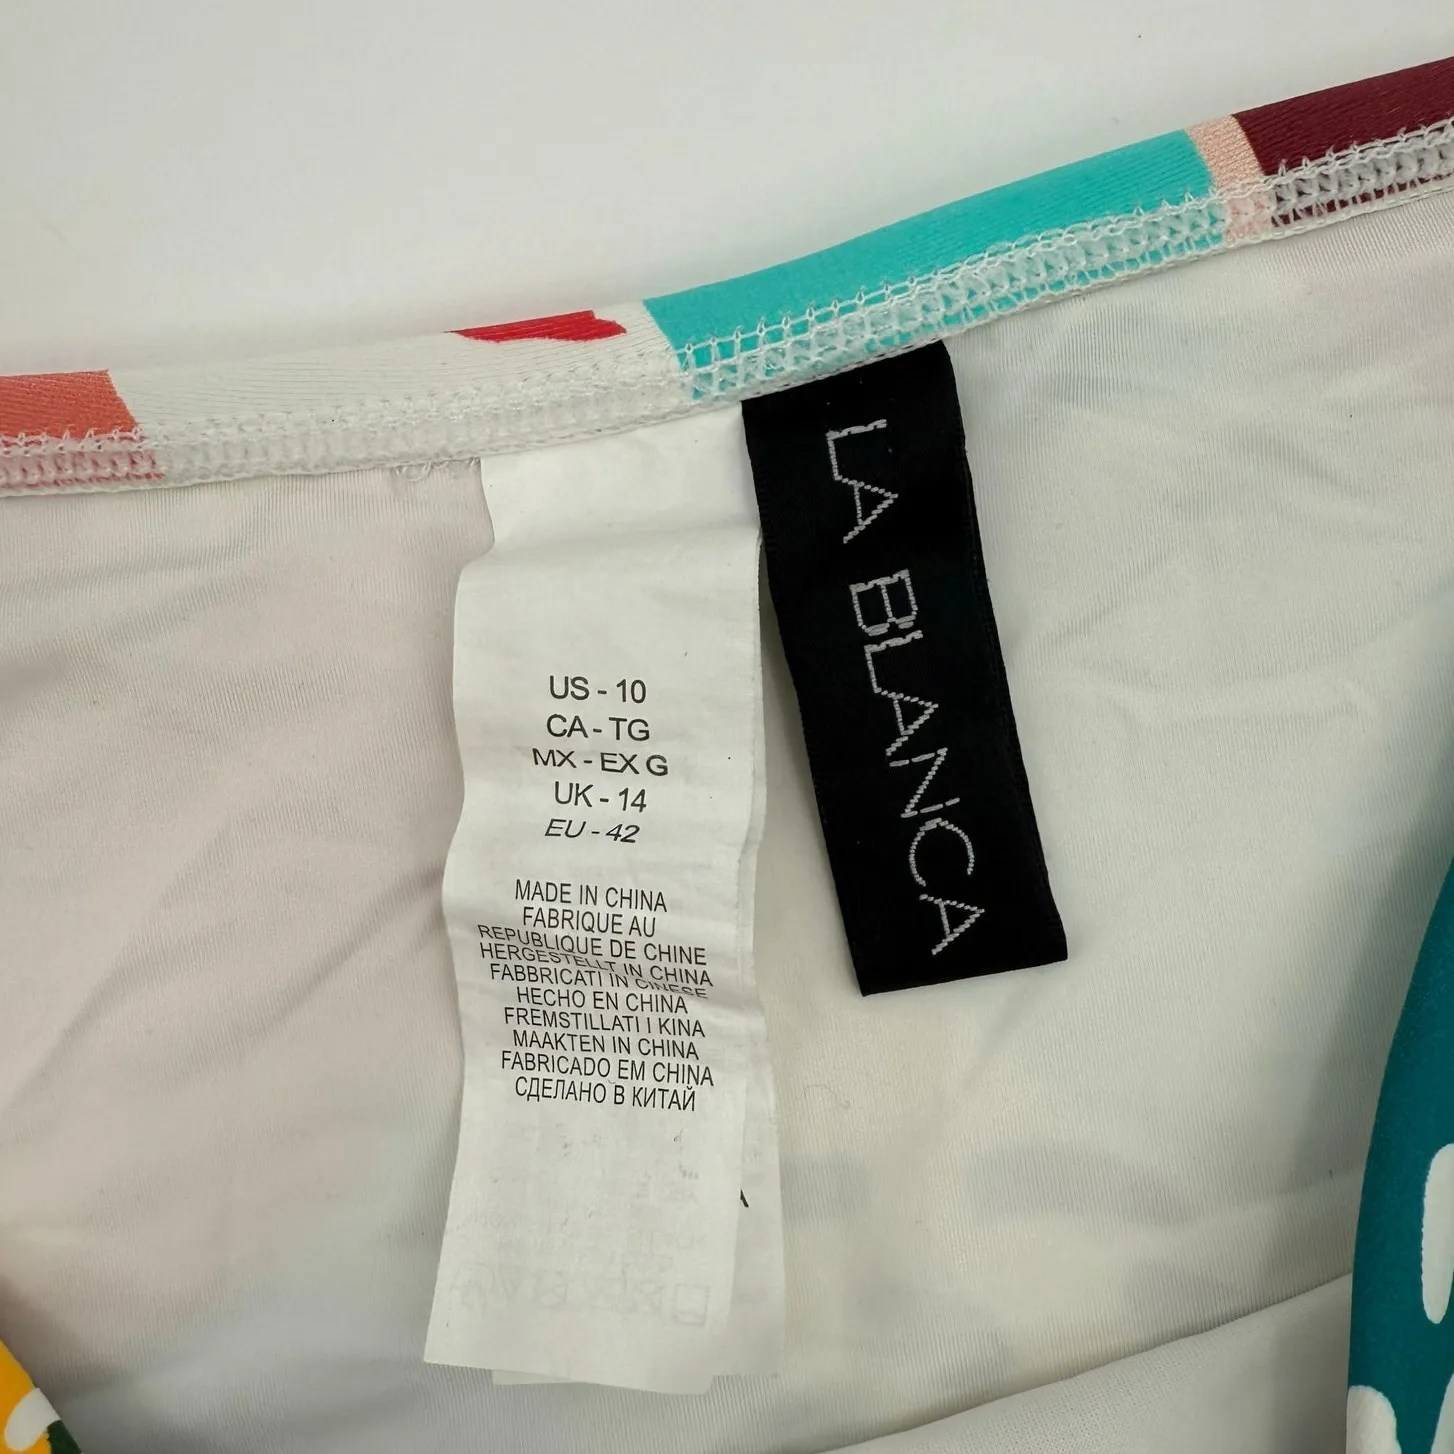 US - 10
CA - TG
MX - EX G
UK - 14
EU - 42
MADE IN CHINA
FABRIQUE AU
REPUBLIQUE DE CHINE
HERGESTELLT IN CHINA
FABBRICATI IN CINESE
HECHO EN CHINA
FREMSTILLATI I KINA
MAAKTEN IN CHINA
FABRICADO EM CHINA
СДЕЛАНО В КИТАЙ
LA BLANCA